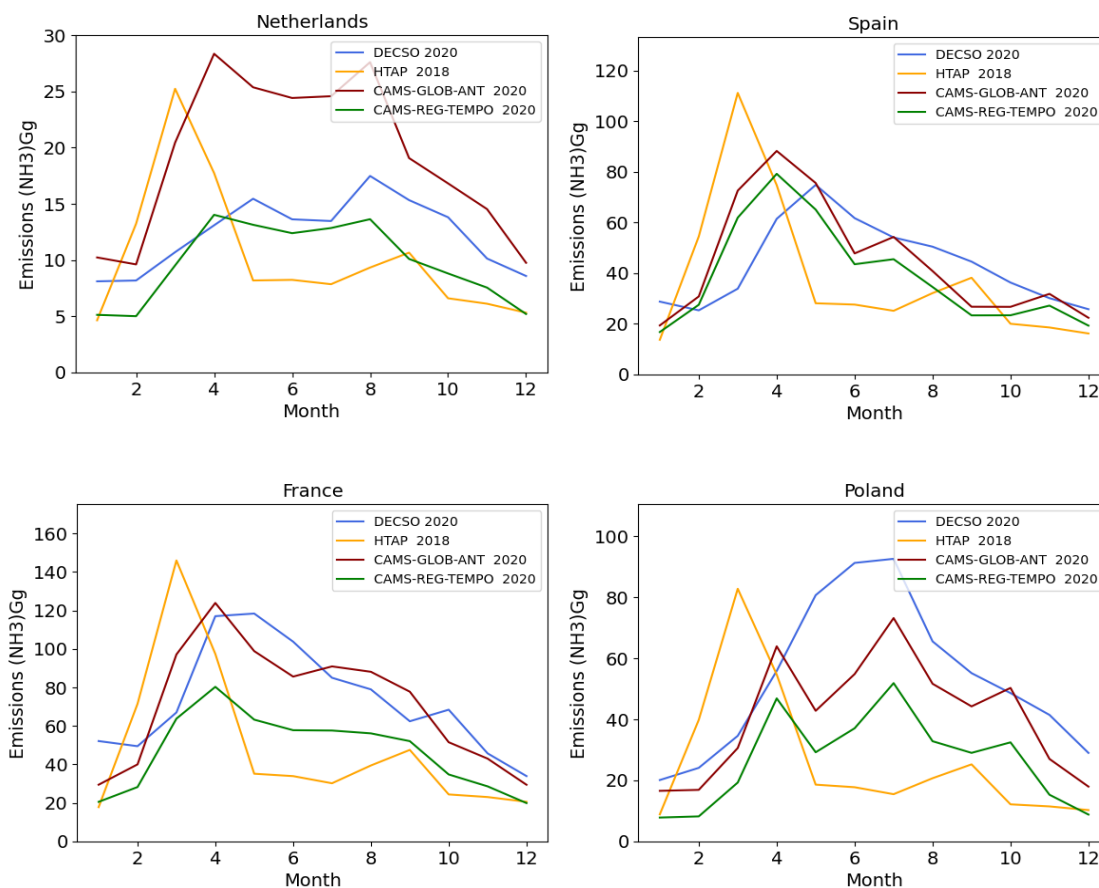 Netherlands
30
25
20
15
10
5
0
Emissions (NH3)Gg
DECSO 2020
HTAP 2018
CAMS-GLOB-ANT 2020
CAMS-REG-TEMPO 2020
2 4 6 8 10 12
Month
Spain
120
100
80
60
40
20
0
Emissions (NH3)Gg
DECSO 2020
HTAP 2018
CAMS-GLOB-ANT 2020
CAMS-REG-TEMPO 2020
2 4 6 8 10 12
Month
France
160
140
120
100
80
60
40
20
0
Emissions (NH3)Gg
DECSO 2020
HTAP 2018
CAMS-GLOB-ANT 2020
CAMS-REG-TEMPO 2020
2 4 6 8 10 12
Month
Poland
100
80
60
40
20
0
Emissions (NH3)Gg
DECSO 2020
HTAP 2018
CAMS-GLOB-ANT 2020
CAMS-REG-TEMPO 2020
2 4 6 8 10 12
Month